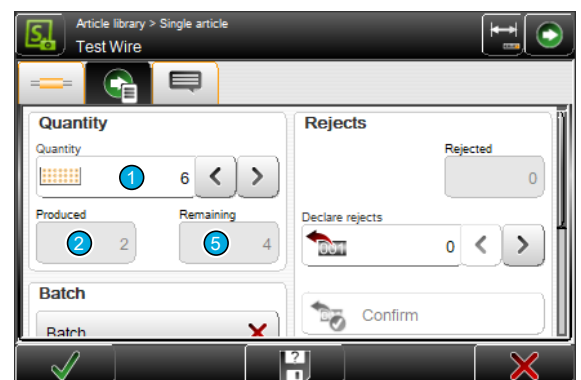 Article library > Single article
Test Wire
Quantity
Quantity
1
6
Produced
Remaining
2
2
5
4
Batch
Batch
Rejects
Rejected
0
Declare rejects
001
0
Confirm
?